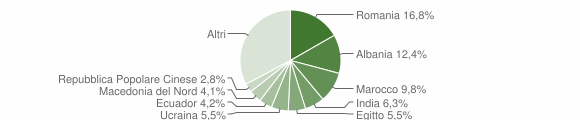 Romania 16,8%
Altri
Albania 12,4%
Repubblica Popolare Cinese 2,8%
Macedonia del Nord 4,1%
Marocco 9,8%
Ecuador 4,2%
India 6,3%
Ucraina 5,5%
Egitto 5,5%